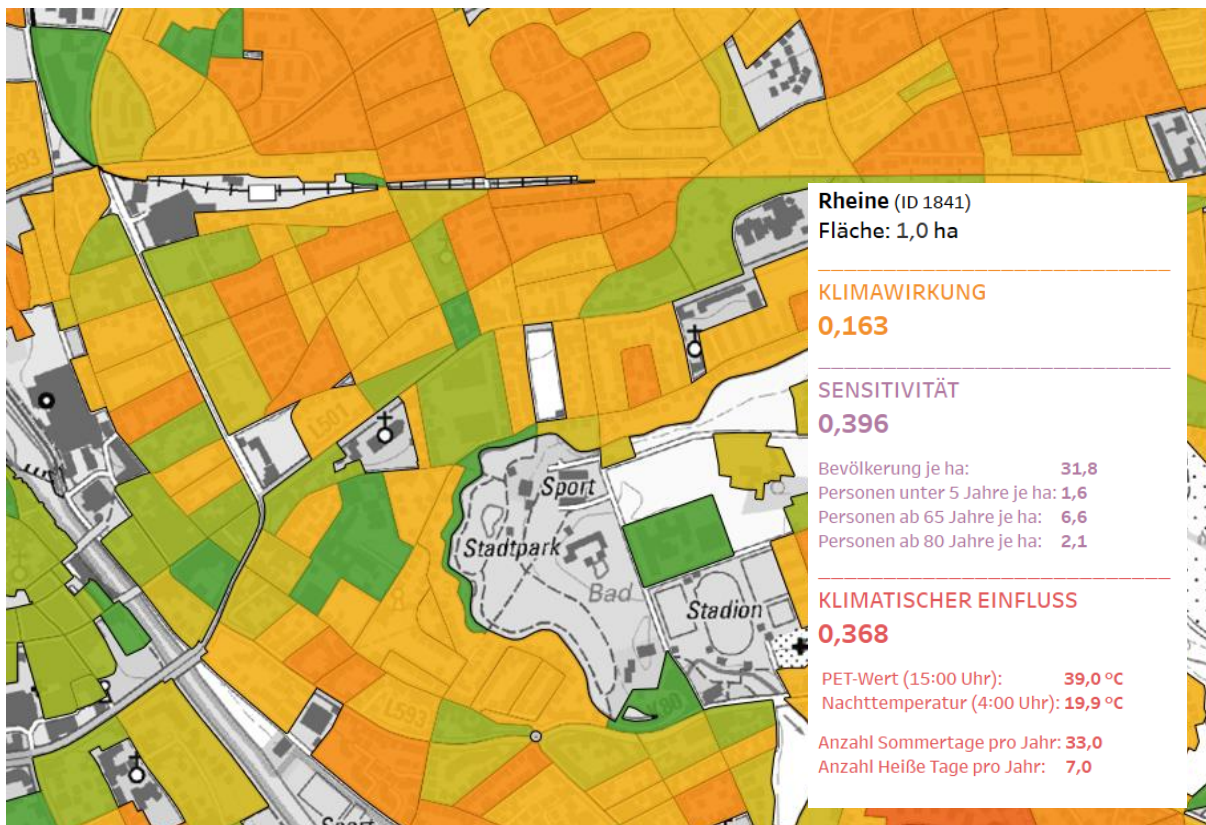 L593
Rheine (ID 1841)
Fläche: 1,0 ha
KLIMAWIRKUNG
0,163
SENSITIVITÄT
0,396
Bevölkerung je ha: 31,8
Personen unter 5 Jahre je ha: 1,6
Personen ab 65 Jahre je ha: 6,6
Personen ab 80 Jahre je ha: 2,1
KLIMATISCHER EINFLUSS
0,368
PET-Wert (15:00 Uhr): 39,0 °C
Nachttemperatur (4:00 Uhr): 19,9 °C
Anzahl Sommertage pro Jahr: 33,0
Anzahl Heiße Tage pro Jahr: 7,0
L501
Sport
Stadtpark
Bad
Stadion
L593
K80
Sport